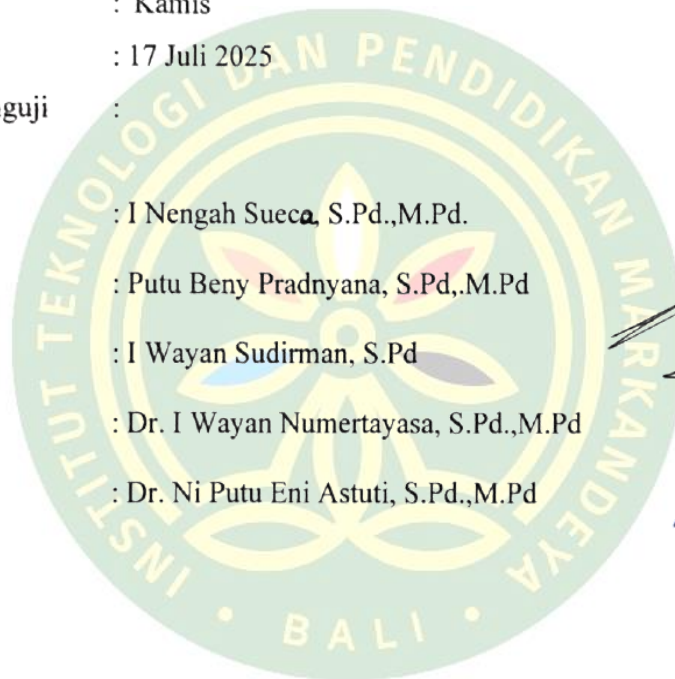 : Kamis
: 17 Juli 2025
nguji :
: I Nengah Sueca, S.Pd.,M.Pd.
: Putu Beny Pradnyana, S.Pd,.M.Pd
: I Wayan Sudirman, S.Pd
: Dr. I Wayan Numertayasa, S.Pd.,M.Pd
: Dr. Ni Putu Eni Astuti, S.Pd.,M.Pd
INSTITUT TEKNOLOGI DAN PENDIDIKAN MARKANDEYA
• BALI •